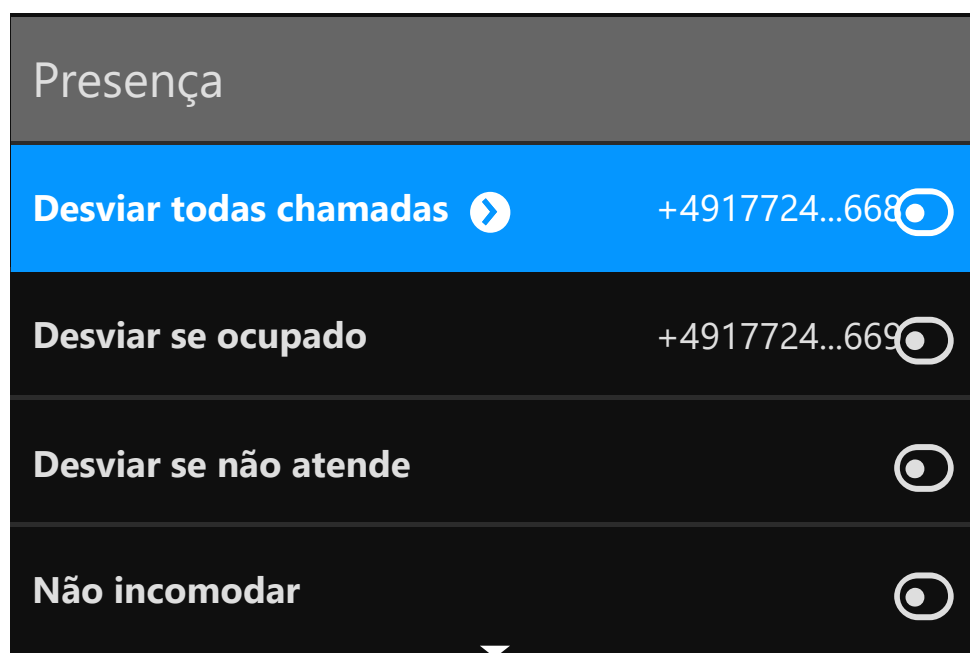 Presença
Desviar todas chamadas +4917724...668
Desviar se ocupado +4917724...669
Desviar se não atende
Não incomodar